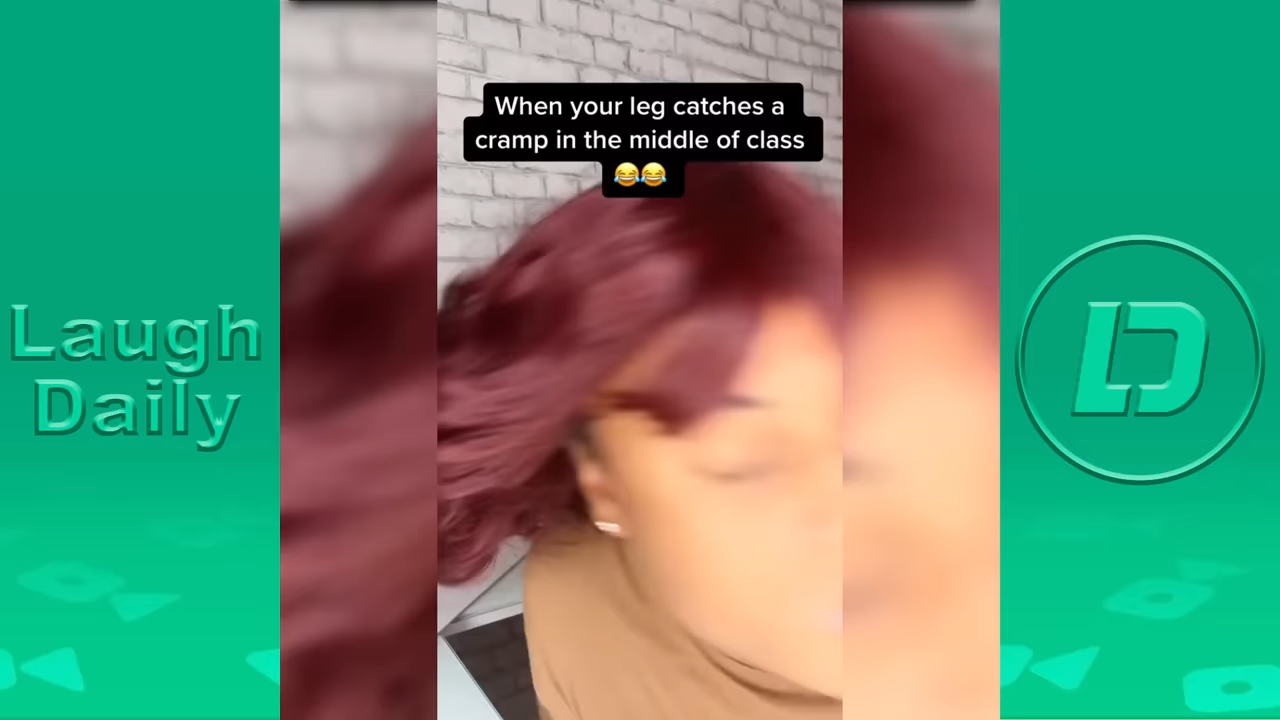 When your leg catches a
cramp in the middle of class
😂😂
Laugh
Daily
LD